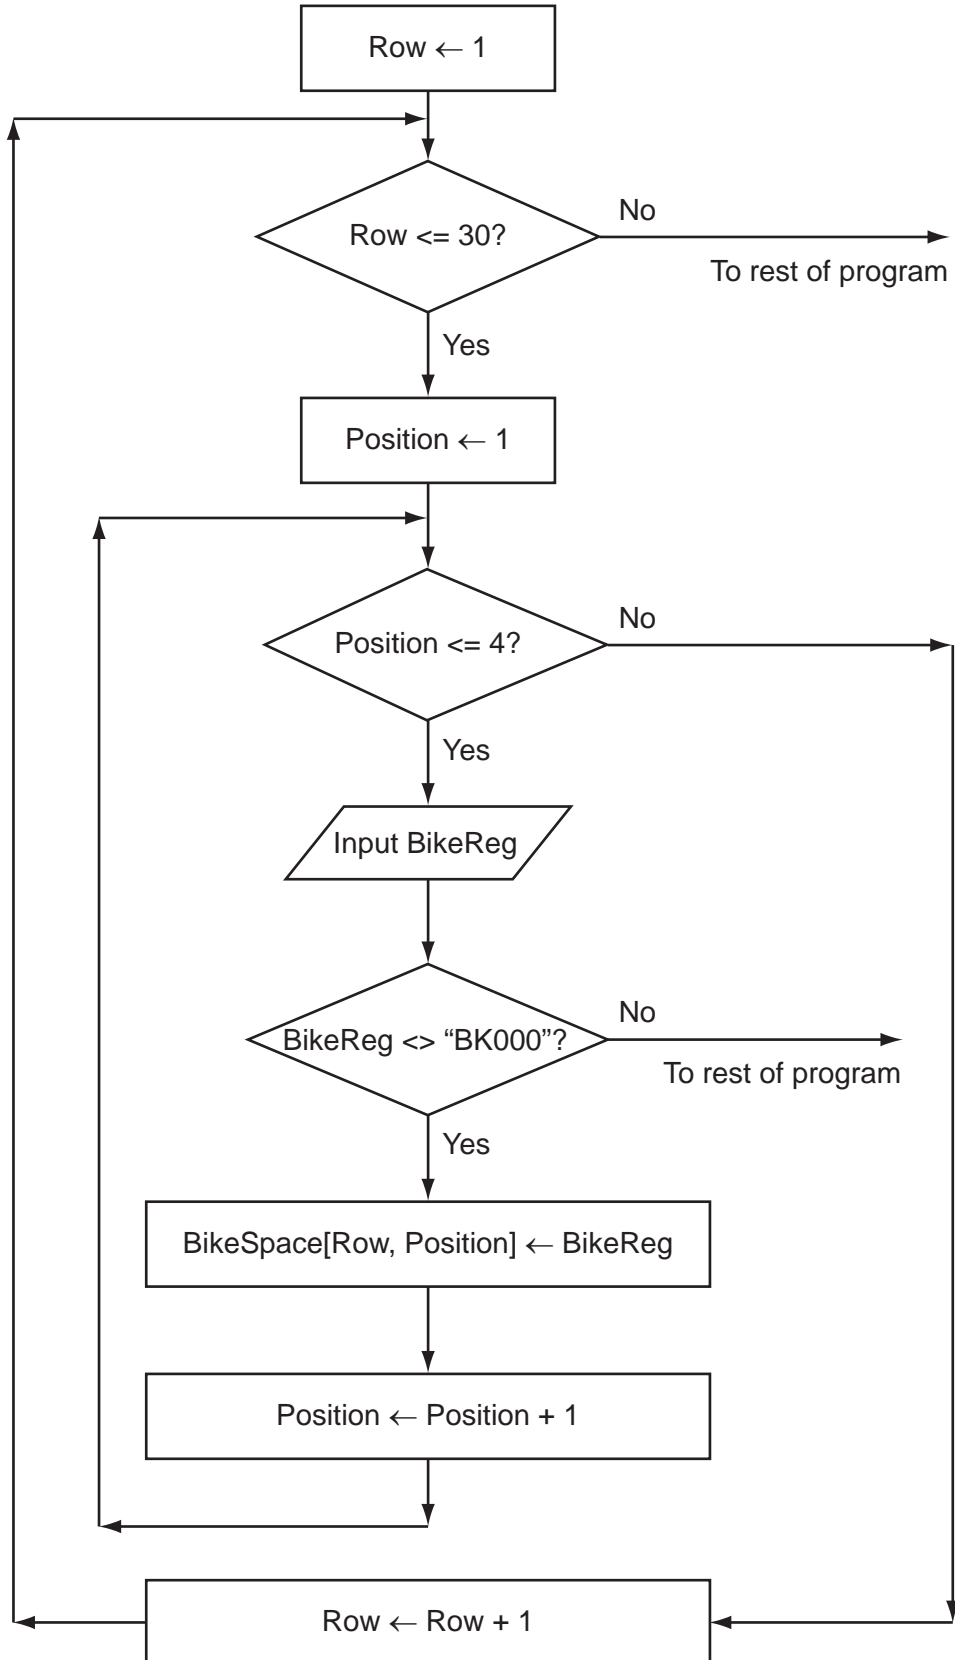 Row ← 1
Row <= 30?
No
To rest of program
Yes
Position ← 1
Position <= 4?
No
Yes
Input BikeReg
BikeReg <> “BK000”?
No
To rest of program
Yes
BikeSpace[Row, Position] ← BikeReg
Position ← Position + 1
Row ← Row + 1